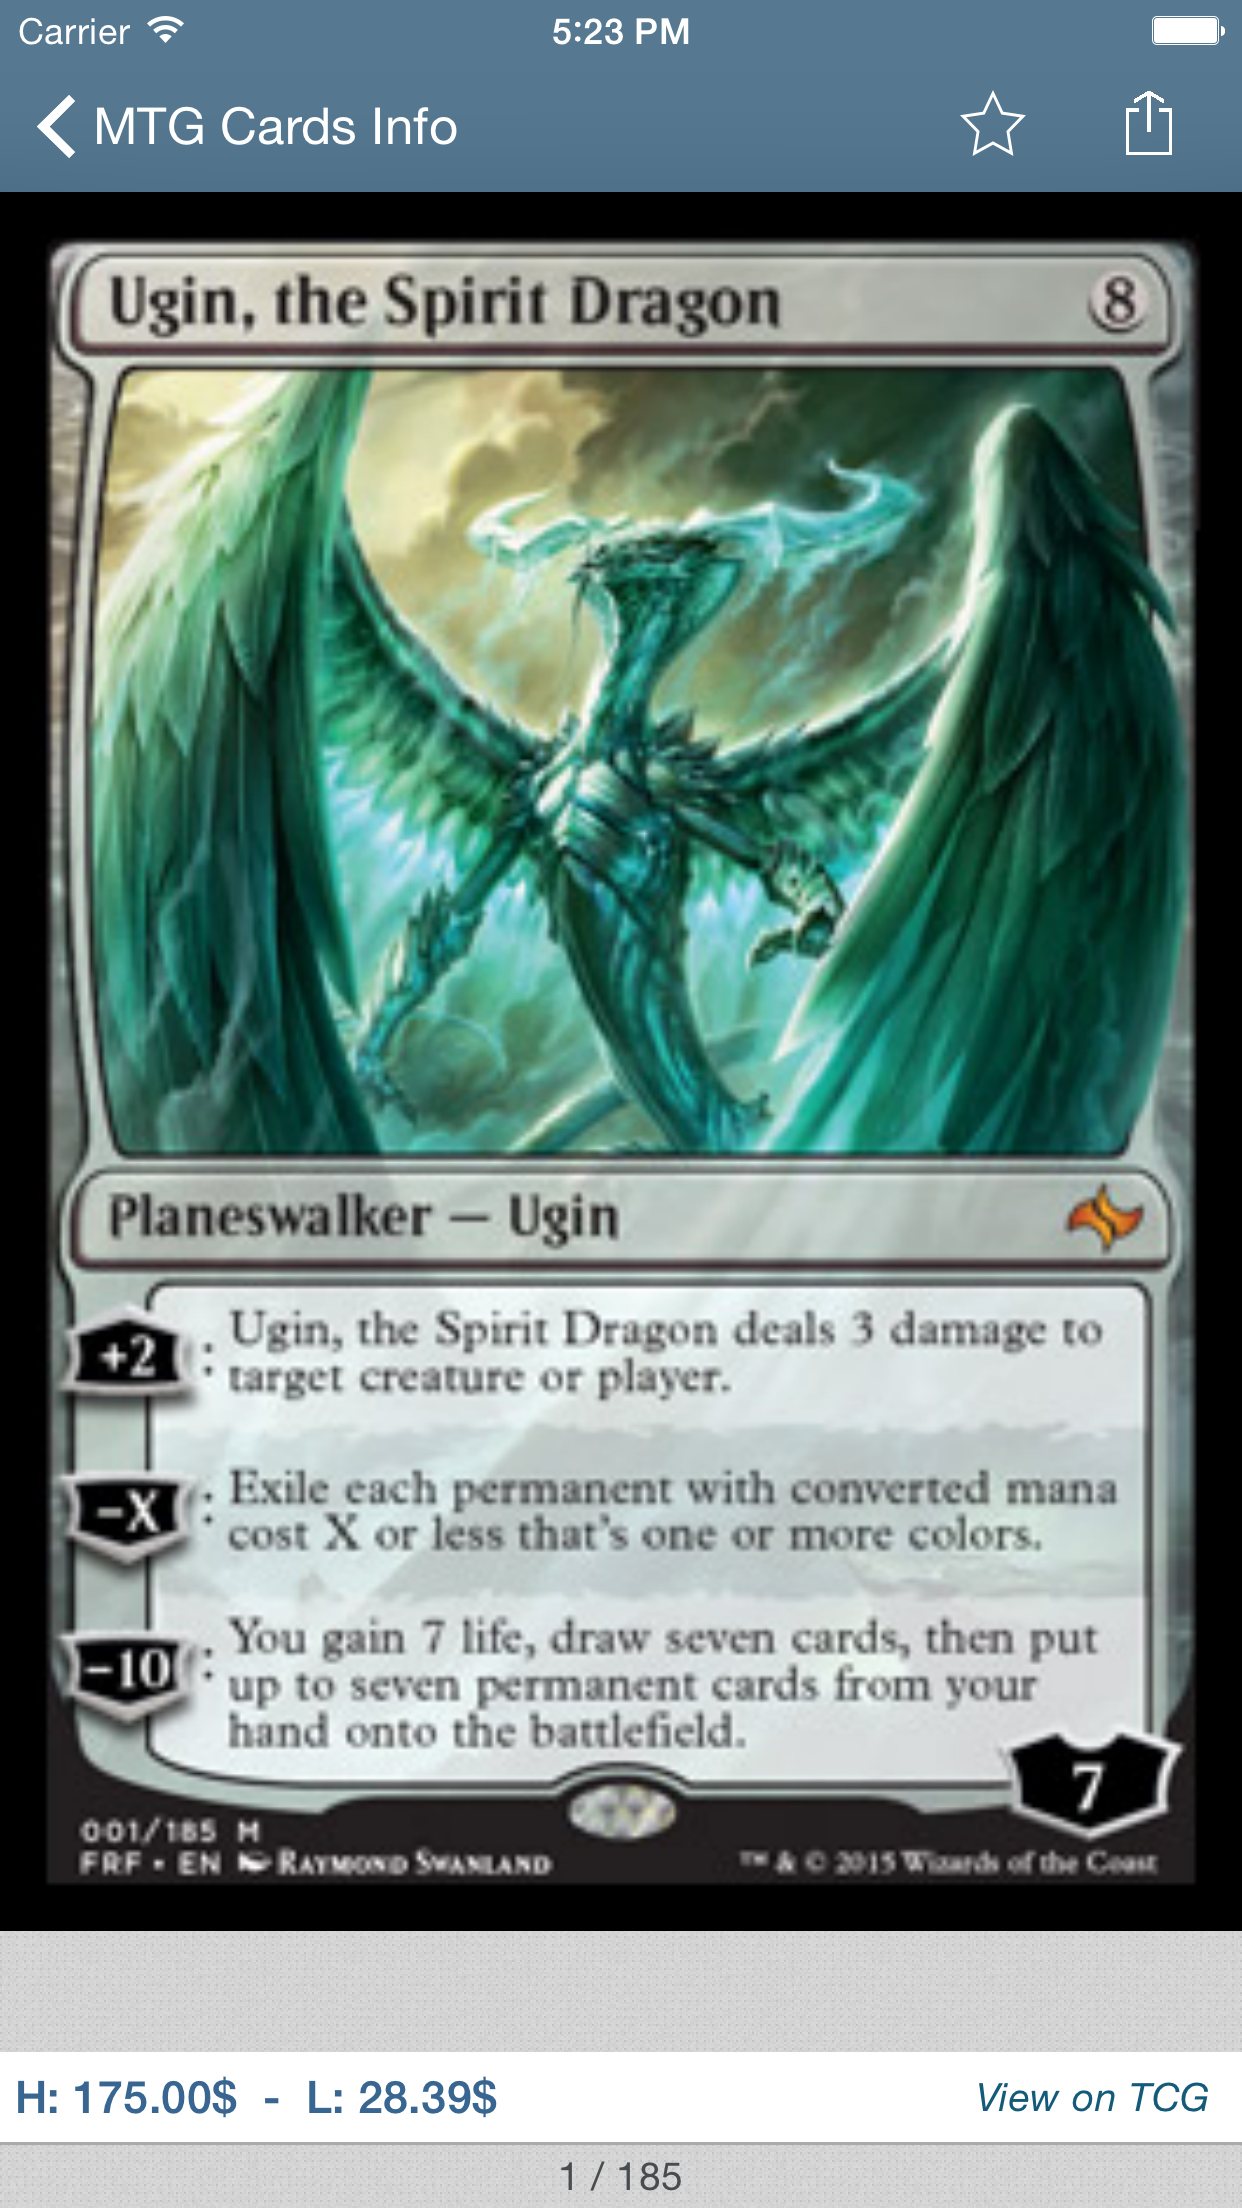 Carrier 5:23 PM
MTG Cards Info
Ugin, the Spirit Dragon 8
Planeswalker — Ugin
+2 : Ugin, the Spirit Dragon deals 3 damage to
target creature or player.
−X : Exile each permanent with converted mana
cost X or less that's one or more colors.
−10 : You gain 7 life, draw seven cards, then put
up to seven permanent cards from your
hand onto the battlefield.
7
001/185 M
FRF • EN RAYMOND SWANLAND ™ & © 2015 Wizards of the Coast
H: 175.00$ - L: 28.39$ View on TCG
1 / 185